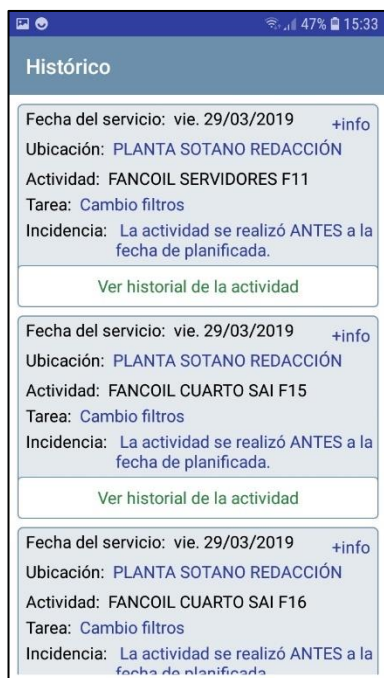 47% 15:33
Histórico
Fecha del servicio: vie. 29/03/2019 +info
Ubicación: PLANTA SOTANO REDACCIÓN
Actividad: FANCOIL SERVIDORES F11
Tarea: Cambio filtros
Incidencia: La actividad se realizó ANTES a la
fecha de planificada.
Ver historial de la actividad
Fecha del servicio: vie. 29/03/2019 +info
Ubicación: PLANTA SOTANO REDACCIÓN
Actividad: FANCOIL CUARTO SAI F15
Tarea: Cambio filtros
Incidencia: La actividad se realizó ANTES a la
fecha de planificada.
Ver historial de la actividad
Fecha del servicio: vie. 29/03/2019 +info
Ubicación: PLANTA SOTANO REDACCIÓN
Actividad: FANCOIL CUARTO SAI F16
Tarea: Cambio filtros
Incidencia: La actividad se realizó ANTES a la
fecha de planificada